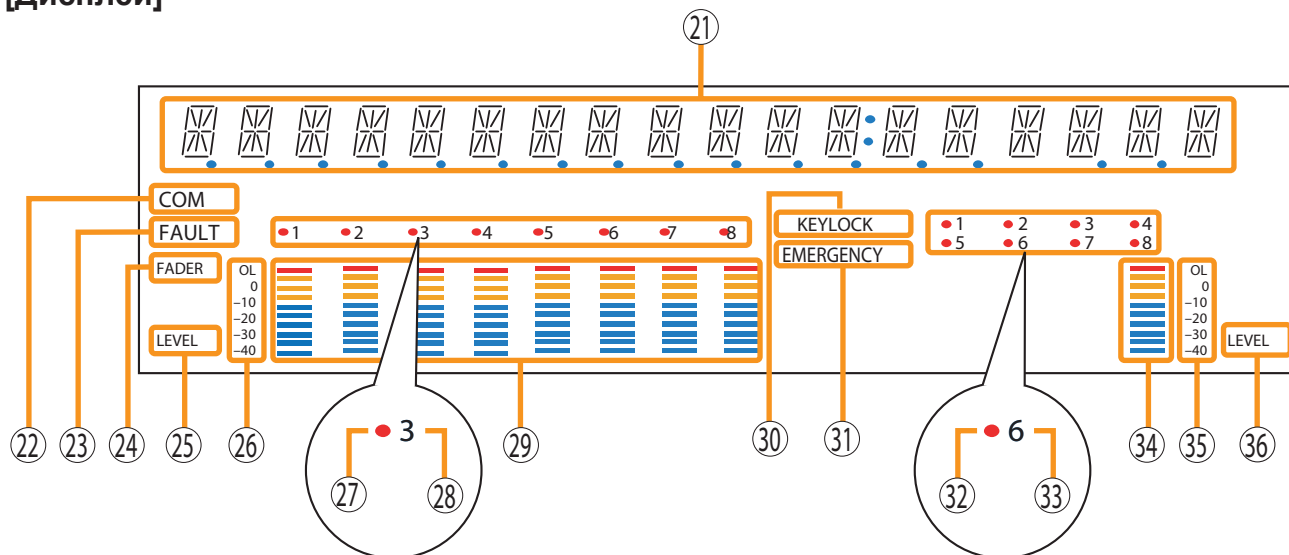 [Дисплей]
21
COM
FAULT
1 2 3 4 5 6 7 8
KEYLOCK
EMERGENCY
1 2 3 4
5 6 7 8
FADER
LEVEL
OL
0
−10
−20
−30
−40
OL
0
−10
−20
−30
−40
LEVEL
22 23 24 25 26 29 30 31 34 35 36
3
27 28
6
32 33